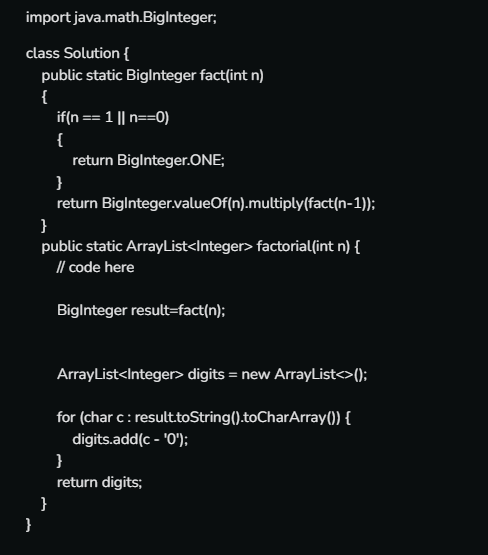 import java.math.BigInteger;
class Solution {
public static BigInteger fact(int n)
{
if(n == 1 || n==0)
{
return BigInteger.ONE;
}
return BigInteger.valueOf(n).multiply(fact(n-1));
}
public static ArrayList<Integer> factorial(int n) {
// code here
BigInteger result=fact(n);
ArrayList<Integer> digits = new ArrayList<>();
for (char c : result.toString().toCharArray()) {
digits.add(c - '0');
}
return digits;
}
}